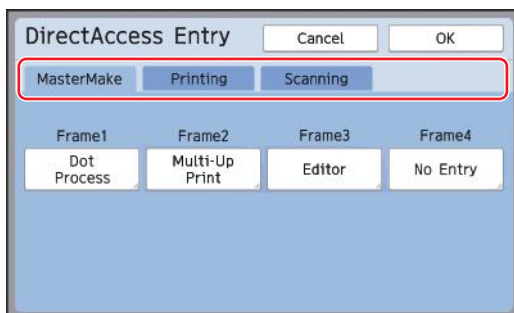 DirectAccess Entry Cancel OK
MasterMake Printing Scanning
Frame1 Frame2 Frame3 Frame4
Dot Process Multi-Up Print Editor No Entry